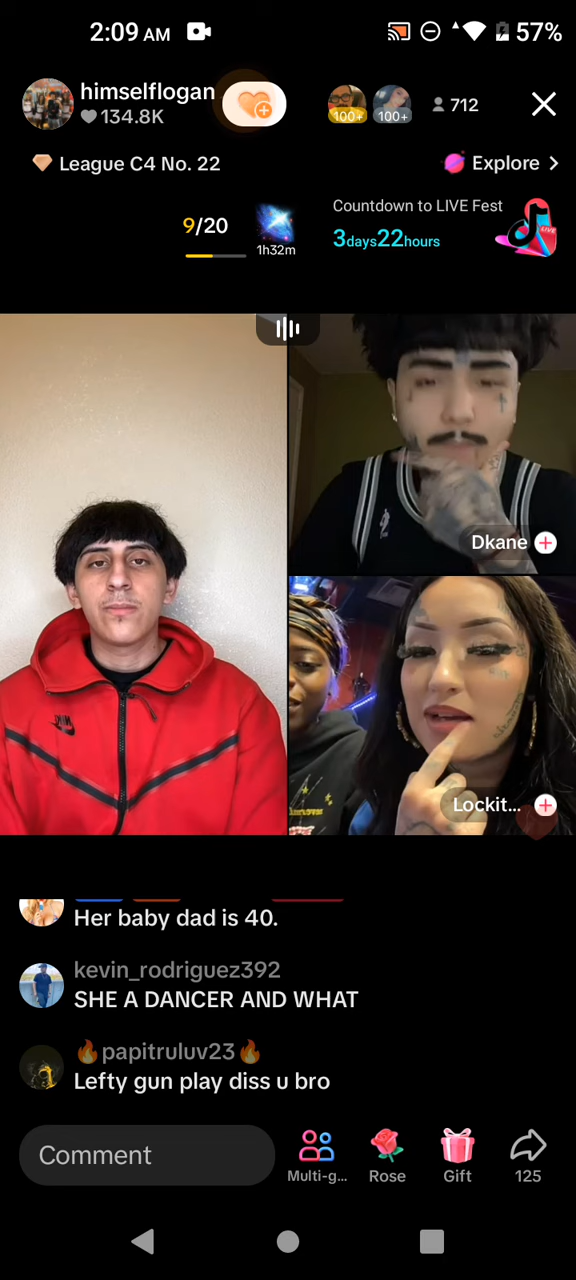 2:09 AM
57%
himselflogan
134.8K
100+
100+
712
League C4 No. 22
Explore >
9/20
1h32m
Countdown to LIVE Fest
3days22hours
LIVE
Dkane
Lockit...
Her baby dad is 40.
kevin_rodriguez392
SHE A DANCER AND WHAT
🔥papitruluv23🔥
Lefty gun play diss u bro
Comment
Multi-g...
Rose
Gift
125